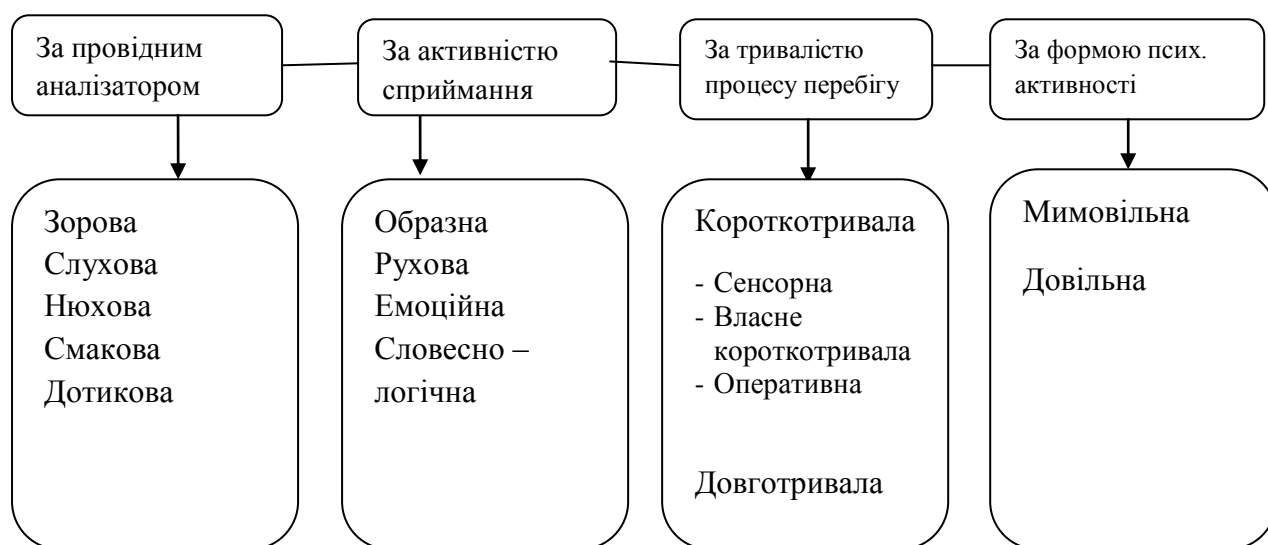 За провідним
аналізатором
За активністю
сприймання
За тривалістю
процесу перебігу
За формою псих.
активності
Зорова
Слухова
Нюхова
Смакова
Дотикова
Образна
Рухова
Емоційна
Словесно –
логічна
Короткотривала
- Сенсорна
- Власне
короткотривала
- Оперативна
Довготривала
Мимовільна
Довільна